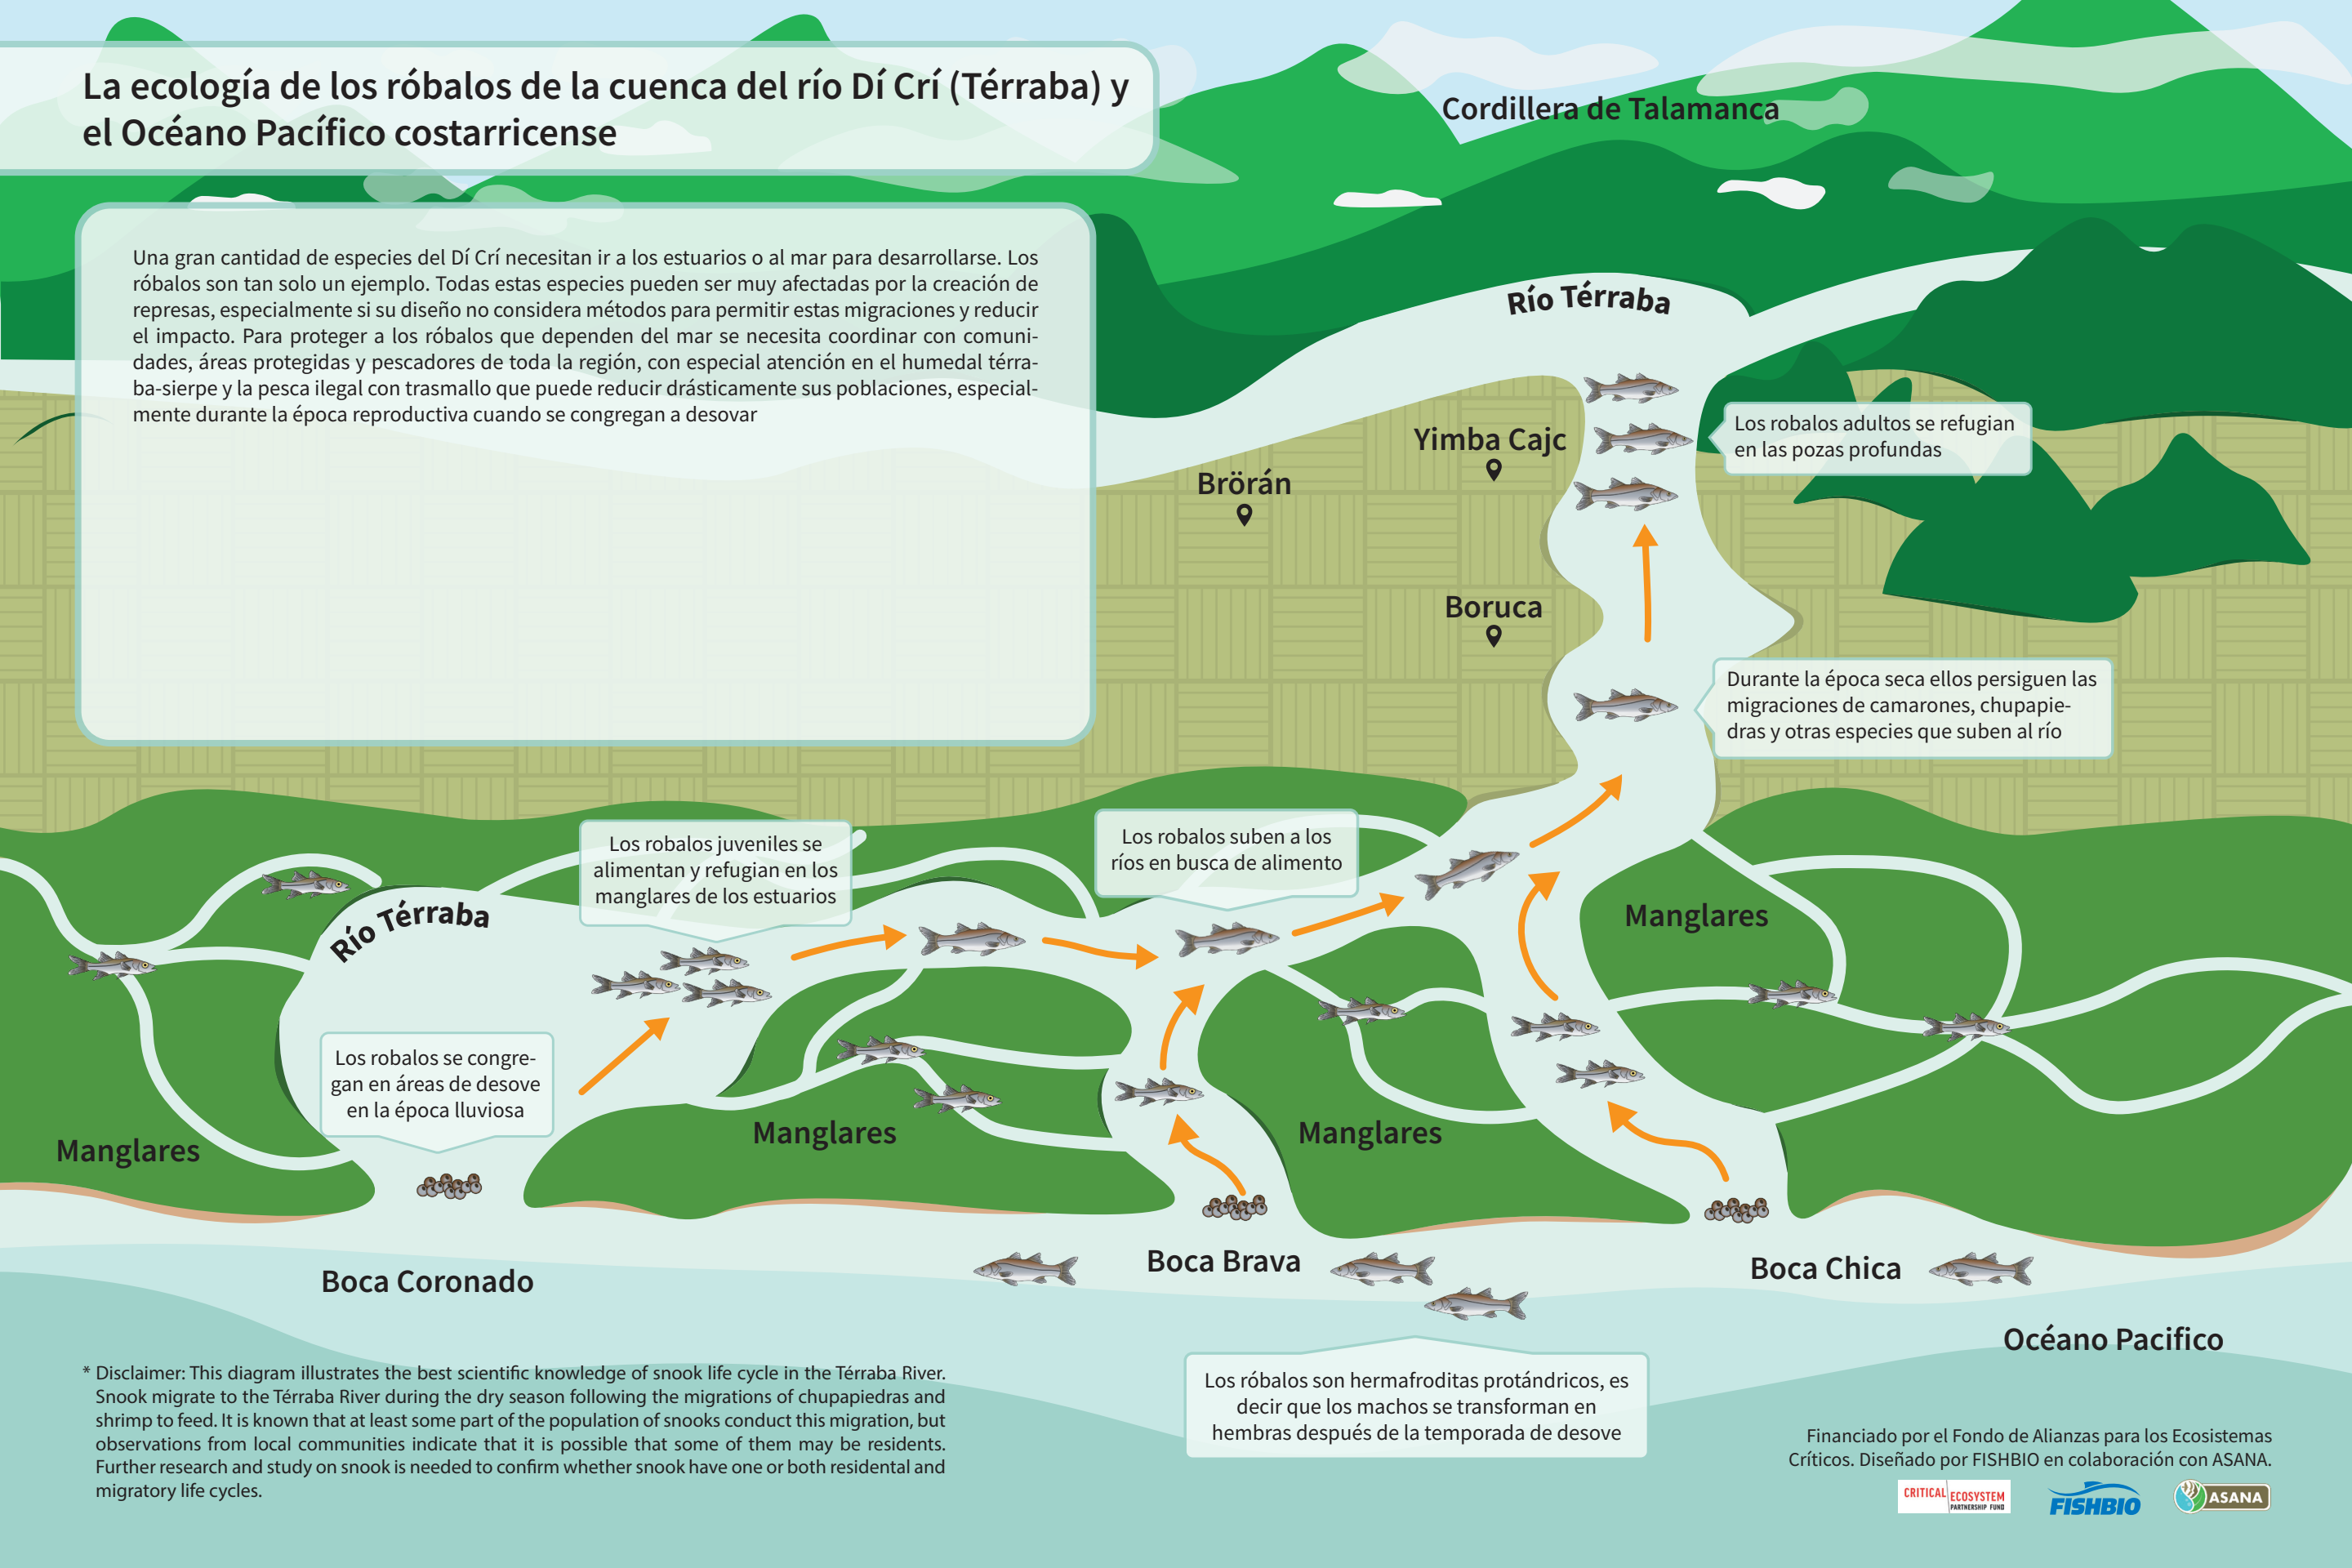 La ecología de los róbalos de la cuenca del río Dí Crí (Térraba) y
el Océano Pacífico costarricense
Cordillera de Talamanca
Una gran cantidad de especies del Dí Crí necesitan ir a los estuarios o al mar para desarrollarse. Los
róbalos son tan solo un ejemplo. Todas estas especies pueden ser muy afectadas por la creación de
represas, especialmente si su diseño no considera métodos para permitir estas migraciones y reducir
el impacto. Para proteger a los róbalos que dependen del mar se necesita coordinar con comuni-
dades, áreas protegidas y pescadores de toda la región, con especial atención en el humedal térra-
ba-sierpe y la pesca ilegal con trasmallo que puede reducir drásticamente sus poblaciones, especial-
mente durante la época reproductiva cuando se congregan a desovar
Río Térraba
Los robalos adultos se refugian
en las pozas profundas
Yimba Cajc
Brörán
Boruca
Durante la época seca ellos persiguen las
migraciones de camarones, chupapie-
dras y otras especies que suben al río
Los robalos juveniles se
alimentan y refugian en los
manglares de los estuarios
Los robalos suben a los
ríos en busca de alimento
Río Térraba
Manglares
Los robalos se congre-
gan en áreas de desove
en la época lluviosa
Manglares
Manglares
Manglares
Boca Coronado
Boca Brava
Boca Chica
Océano Pacifico
* Disclaimer: This diagram illustrates the best scientific knowledge of snook life cycle in the Térraba River.
Snook migrate to the Térraba River during the dry season following the migrations of chupapiedras and
shrimp to feed. It is known that at least some part of the population of snooks conduct this migration, but
observations from local communities indicate that it is possible that some of them may be residents.
Further research and study on snook is needed to confirm whether snook have one or both residental and
migratory life cycles.
Los róbalos son hermafroditas protándricos, es
decir que los machos se transforman en
hembras después de la temporada de desove
Financiado por el Fondo de Alianzas para los Ecosistemas
Críticos. Diseñado por FISHBIO en colaboración con ASANA.
CRITICAL ECOSYSTEM
PARTNERSHIP FUND
FISHBIO
ASANA